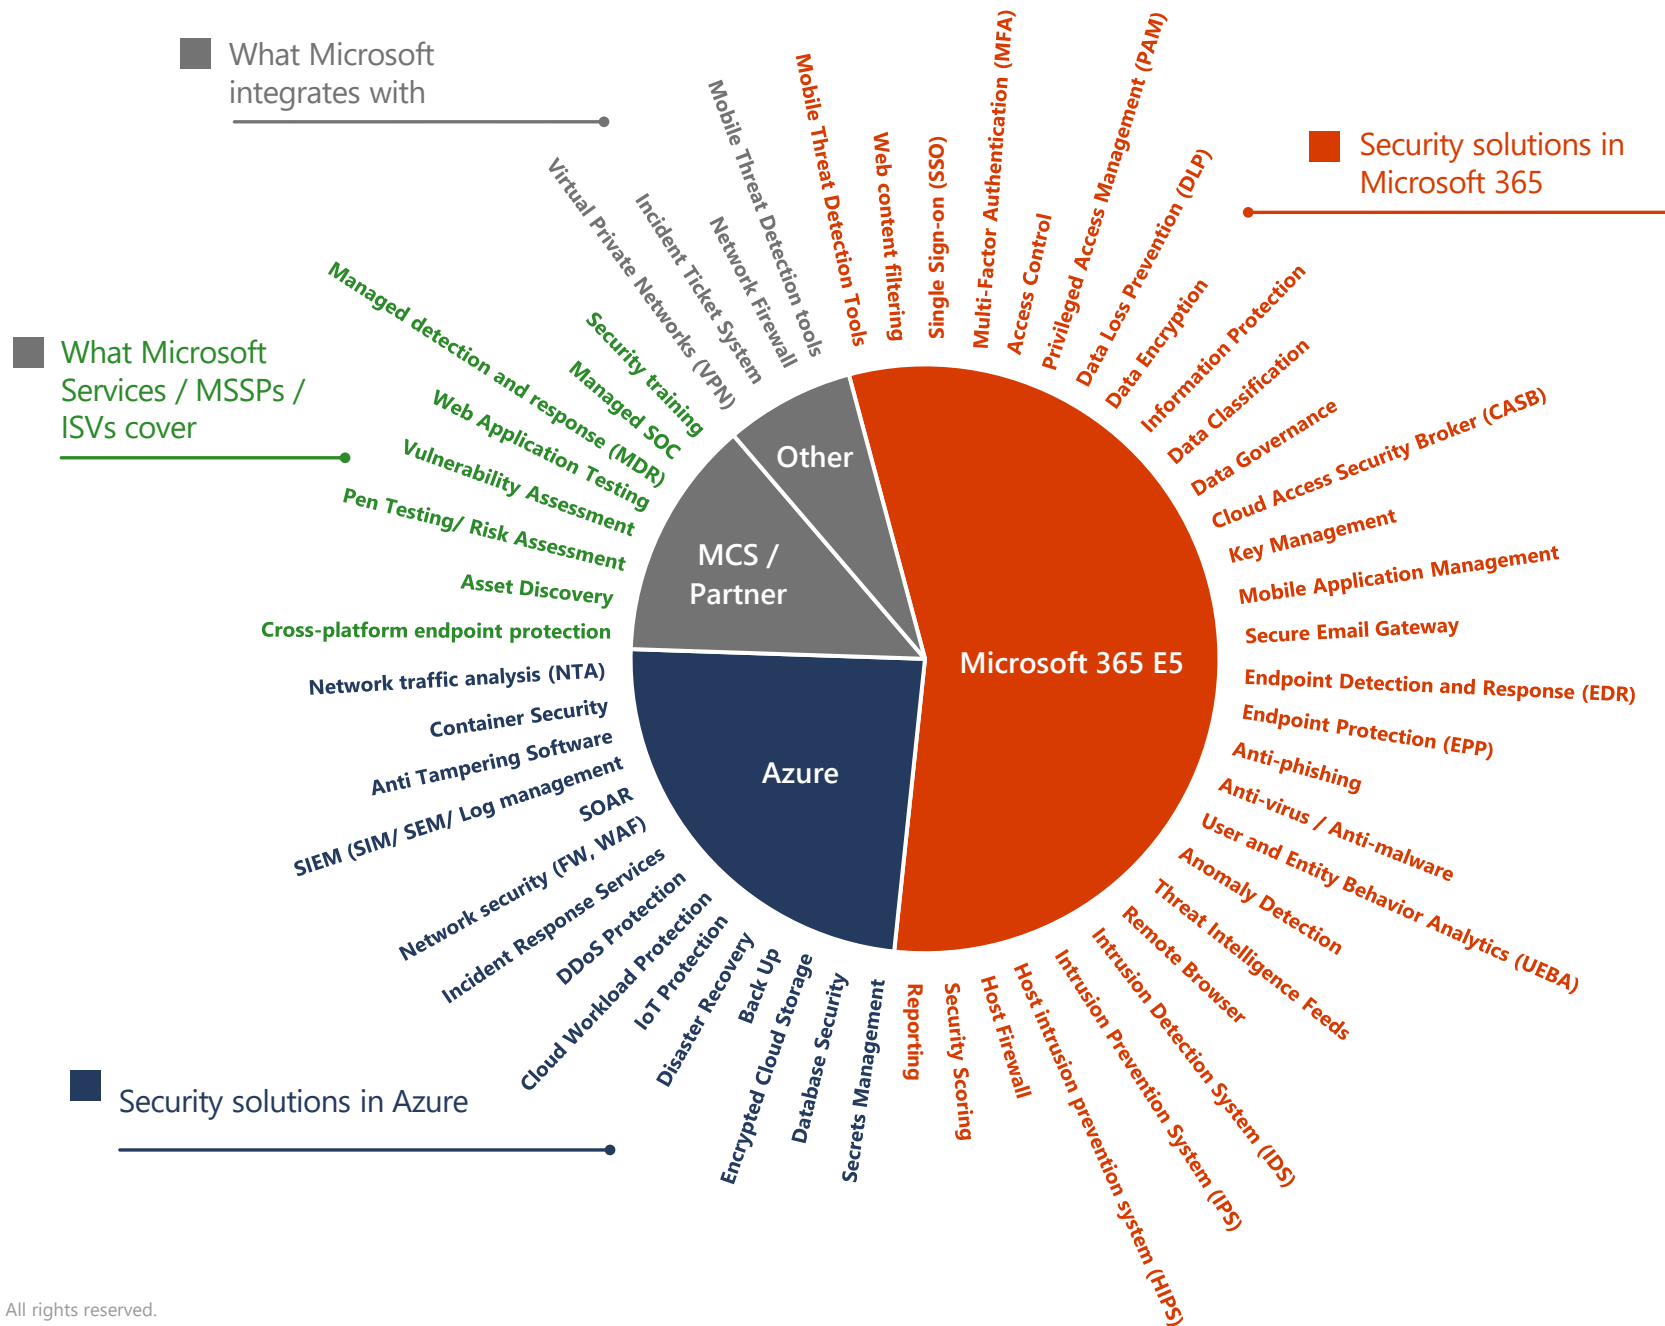 What Microsoft
integrates with
Security solutions in
Microsoft 365
What Microsoft
Services / MSSPs /
ISVs cover
Security solutions in Azure
Other
MCS /
Partner
Azure
Microsoft 365 E5
Mobile Threat Detection Tools
Web content filtering
Single Sign-on (SSO)
Multi-Factor Authentication (MFA)
Access Control
Privileged Access Management (PAM)
Data Loss Prevention (DLP)
Data Encryption
Information Protection
Data Classification
Data Governance
Cloud Access Security Broker (CASB)
Key Management
Mobile Application Management
Secure Email Gateway
Endpoint Detection and Response (EDR)
Endpoint Protection (EPP)
Anti-phishing
Anti-virus / Anti-malware
User and Entity Behavior Analytics (UEBA)
Anomaly Detection
Threat Intelligence Feeds
Remote Browser
Intrusion Detection System (IDS)
Intrusion Prevention System (IPS)
Host intrusion prevention system (HIPS)
Host Firewall
Security Scoring
Reporting
Secrets Management
Database Security
Encrypted Cloud Storage
Back Up
Disaster Recovery
IoT Protection
Cloud Workload Protection
DDoS Protection
Incident Response Services
Network security (FW, WAF)
SOAR
SIEM (SIM/ SEM/ Log management
Anti Tampering Software
Container Security
Network traffic analysis (NTA)
Cross-platform endpoint protection
Asset Discovery
Pen Testing/ Risk Assessment
Vulnerability Assessment
Web Application Testing
Managed detection and response (MDR)
Managed SOC
Security training
Virtual Private Networks (VPN)
Incident Ticket System
Network Firewall
Mobile Threat Detection tools
All rights reserved.